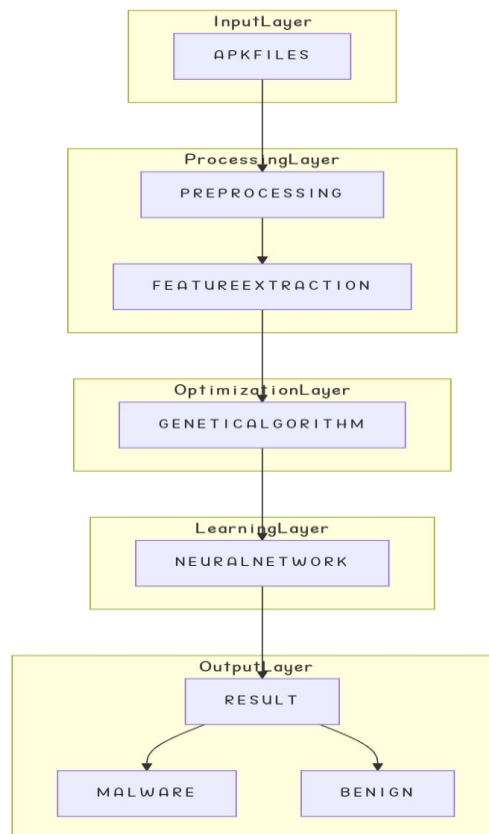 InputLayer
APKFILES
ProcessingLayer
PREPROCESSING
FEATUREEXTRACTION
OptimizationLayer
GENETICALGORITHM
LearningLayer
NEURALNETWORK
OutputLayer
RESULT
MALWARE BENIGN